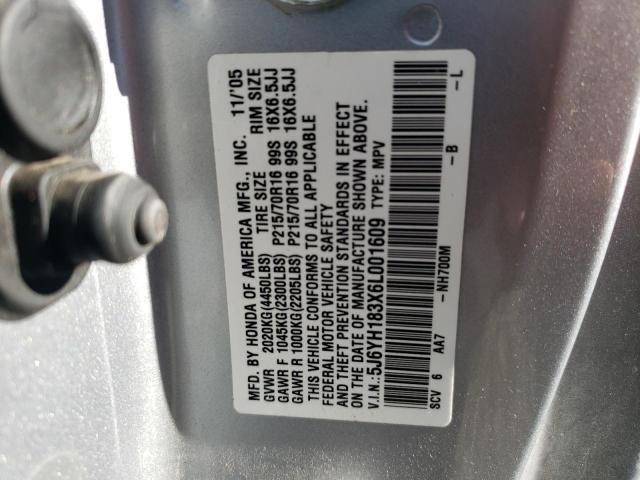 MFD. BY HONDA OF AMERICA MFG., INC. 11/'05
TIRE SIZE RIM SIZE
GVWR 2020KG(4450LBS)
GAWR F 1045KG(2300LBS) P215/70R16 99S 16X6.5JJ
GAWR R 1000KG(2205LBS) P215/70R16 99S 16X6.5JJ
THIS VEHICLE CONFORMS TO ALL APPLICABLE
FEDERAL MOTOR VEHICLE SAFETY
AND THEFT PREVENTION STANDARDS IN EFFECT
ON THE DATE OF MANUFACTURE SHOWN ABOVE.
V.I.N.: 5J6YH183X6L001609 TYPE: MPV
SCV 6 AA7 -NH700M -B -L